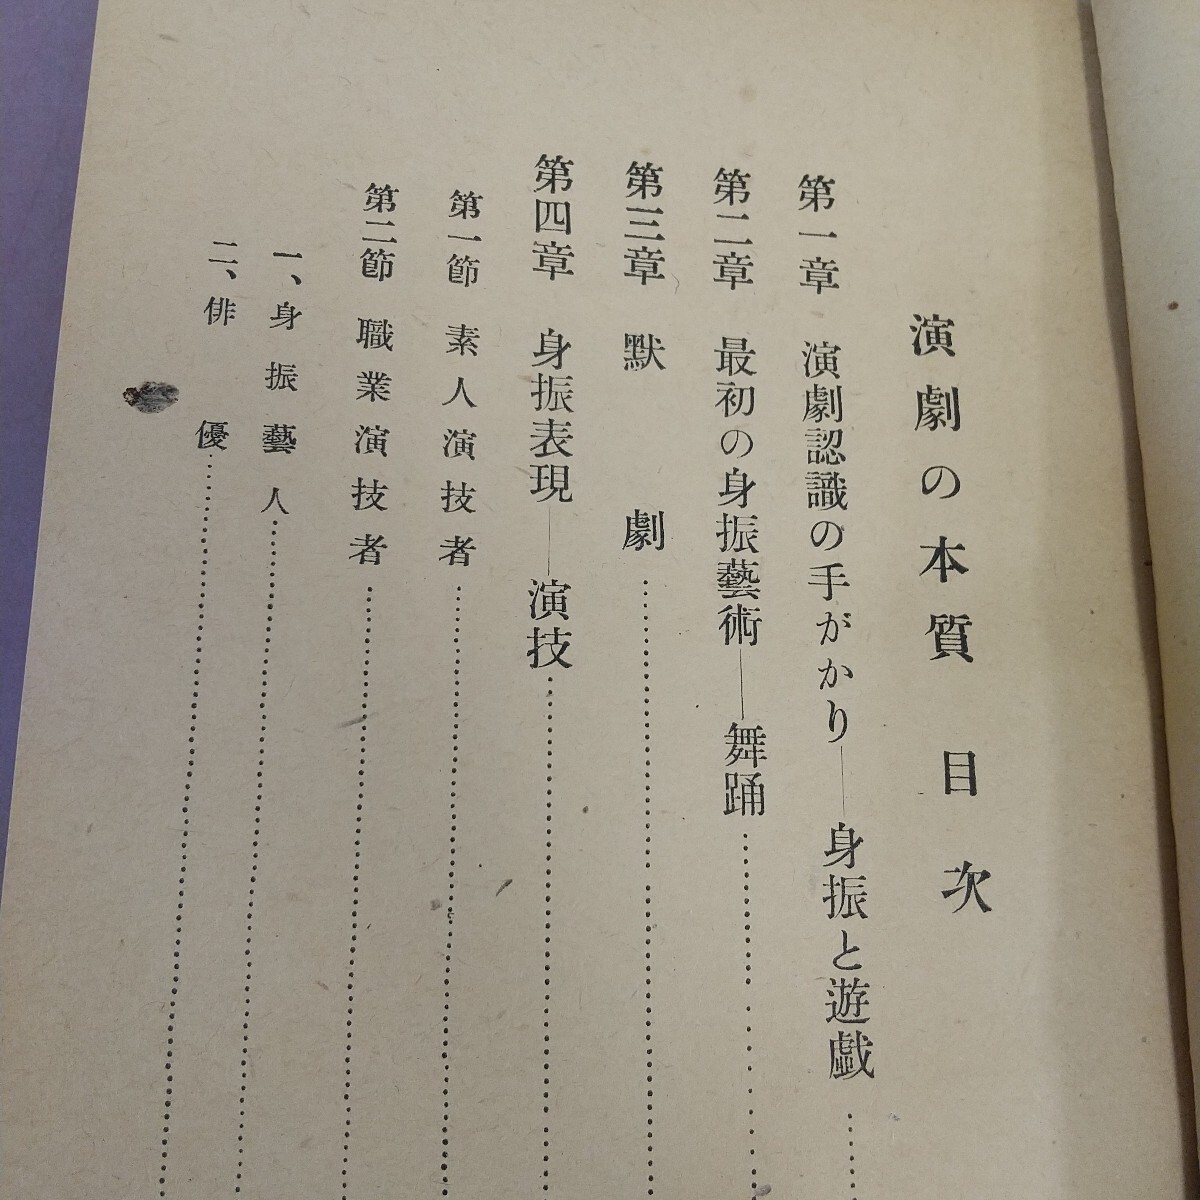 演劇の本質 目次
第一章 演劇認識の手がかり――身振と遊戯……
第二章 最初の身振藝術――舞踊……
第三章 默劇……
第四章 身振表現――演技……
第一節 素人演技者……
第二節 職業演技者……
一、身振藝人……
二、俳優……